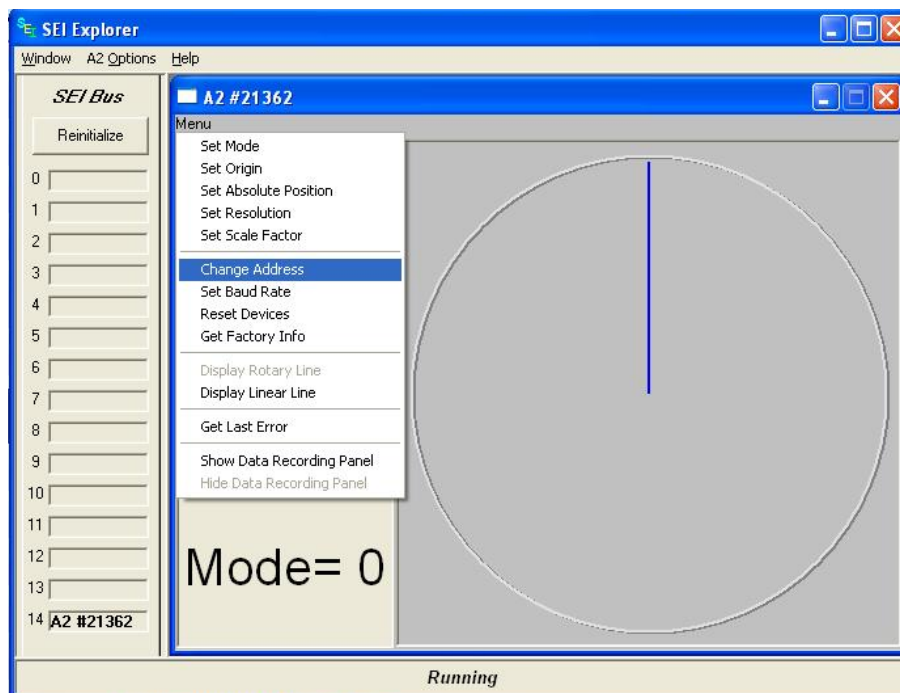 SEI SEI Explorer
Window A2 Options Help
SEI Bus
Reinitialize
0
1
2
3
4
5
6
7
8
9
10
11
12
13
14 A2 #21362
A2 #21362
Menu
Set Mode
Set Origin
Set Absolute Position
Set Resolution
Set Scale Factor
Change Address
Set Baud Rate
Reset Devices
Get Factory Info
Display Rotary Line
Display Linear Line
Get Last Error
Show Data Recording Panel
Hide Data Recording Panel
Mode= 0
Running